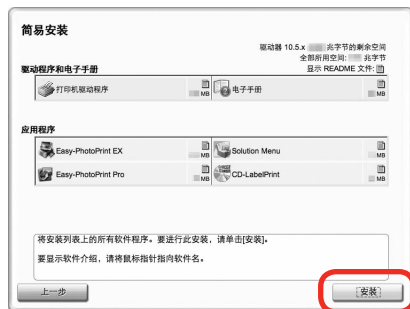 简易安装
驱动器 10.5.x 兆字节的剩余空间
全部所用空间: 兆字节
驱动程序和电子手册
显示 README 文件:
打印机驱动程序 MB 电子手册 MB
应用程序
Easy-PhotoPrint EX MB Solution Menu MB
Easy-PhotoPrint Pro MB CD-LabelPrint MB
将安装列表上的所有软件程序。要进行此安装，请单击[安装]。
要显示软件介绍，请将鼠标指针指向软件名。
上一步 安装